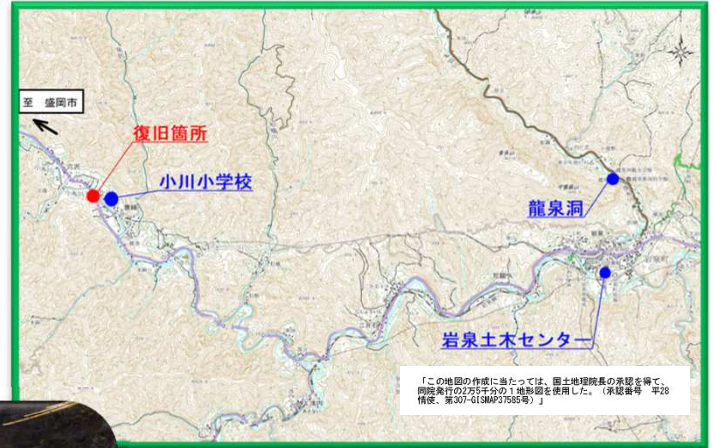 至 盛岡市
復旧箇所
小川小学校
龍泉洞
岩泉町
岩泉土木センター
「この地図の作成に当たっては、国土地理院長の承認を得て、
同院発行の2万5千分の1地形図を使用した。（承認番号 平28
情使、第307-GISMAP37585号）」